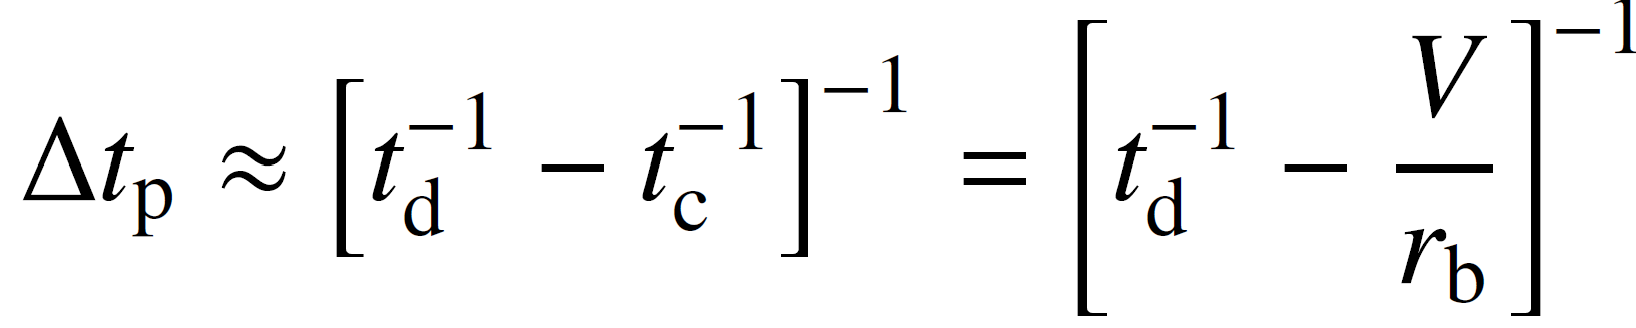 Δt_p ≈ [t_d^{-1} − t_c^{-1}]^{-1} = [t_d^{-1} − V/r_b]^{-1}